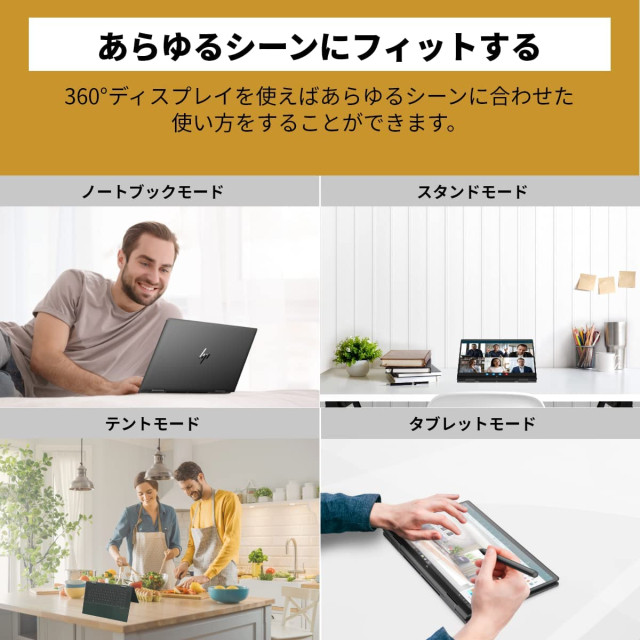 あらゆるシーンにフィットする
360°ディスプレイを使えばあらゆるシーンに合わせた
使い方をすることができます。
ノートブックモード
スタンドモード
hp
テントモード
タブレットモード